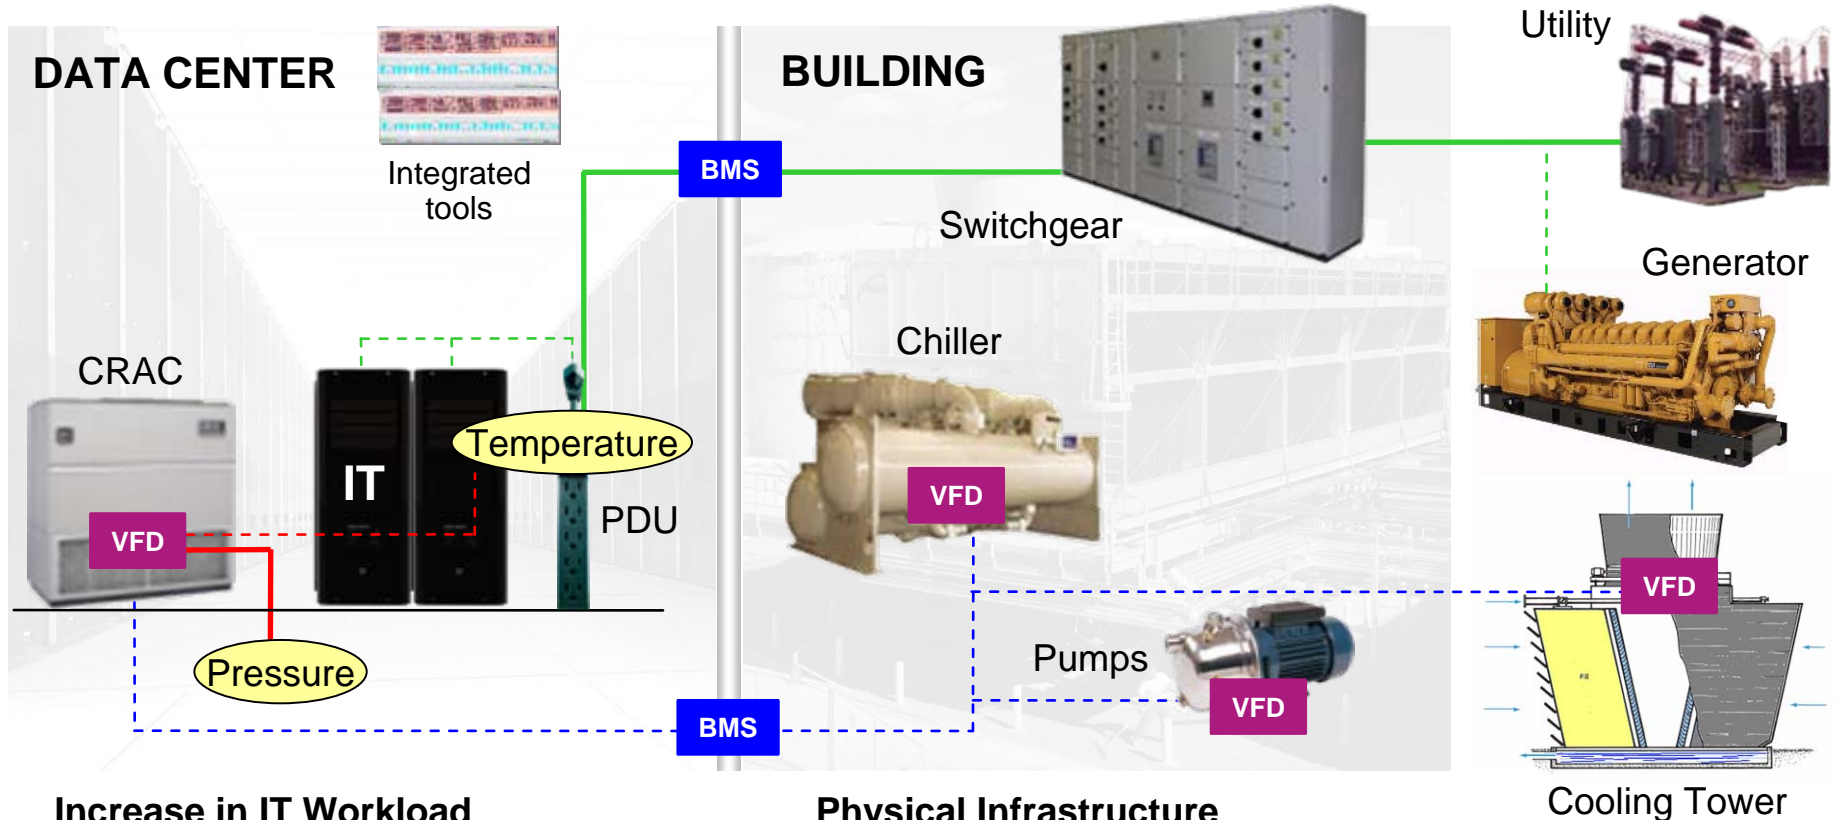 DATA CENTER
Integrated
tools
BUILDING
Utility
BMS
Switchgear
Generator
Chiller
CRAC
Temperature
IT
VFD
PDU
VFD
VFD
Pressure
Pumps
VFD
BMS
Fill
Cooling Tower
Increase in IT Workload
Physical Infrastructure